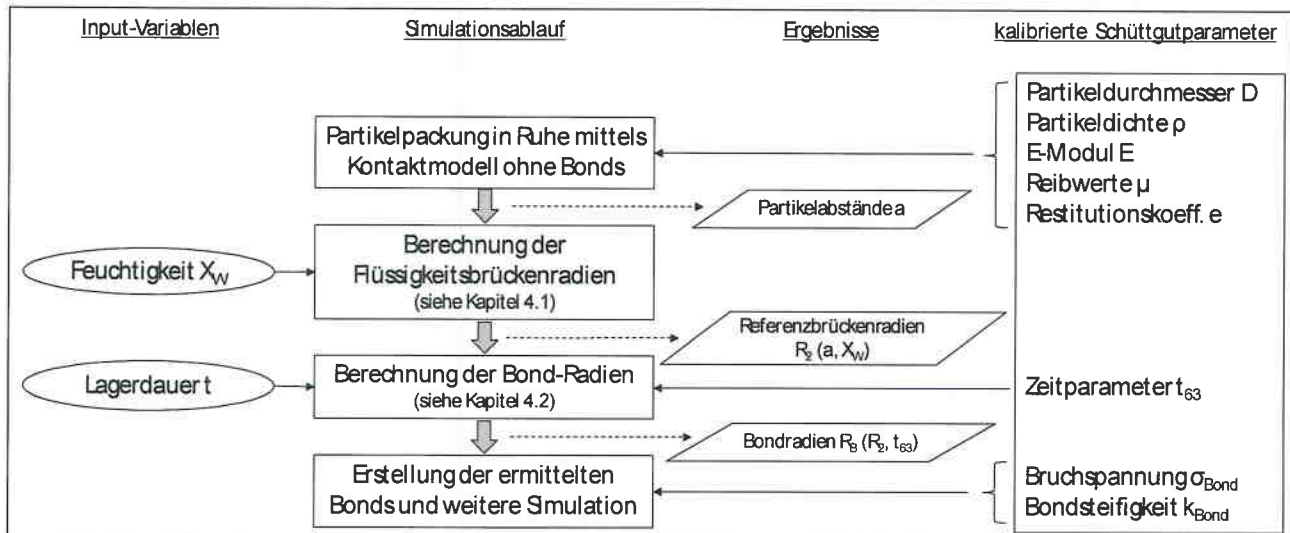 Input-Variablen
Simulationsablauf
Ergebnisse
kalibrierte Schüttgutparameter
Partikeldurchmesser D
Partikeldichte ρ
E-Modul E
Reibwerte μ
Restitutionskoeff. e
Partikelpackung in Ruhe mittels
Kontaktmodell ohne Bonds
Partikelabstände a
Feuchtigkeit X_W
Berechnung der
Flüssigkeitsbrückenradien
(siehe Kapitel 4.1)
Referenzbrückenradien
R_2 (a, X_W)
Lagerdauer t
Berechnung der Bond-Radien
(siehe Kapitel 4.2)
Zeitparameter t_63
Bondradien R_B (R_2, t_63)
Erstellung der ermittelten
Bonds und weitere Simulation
Bruchspannung σ_Bond
Bondsteifigkeit k_Bond